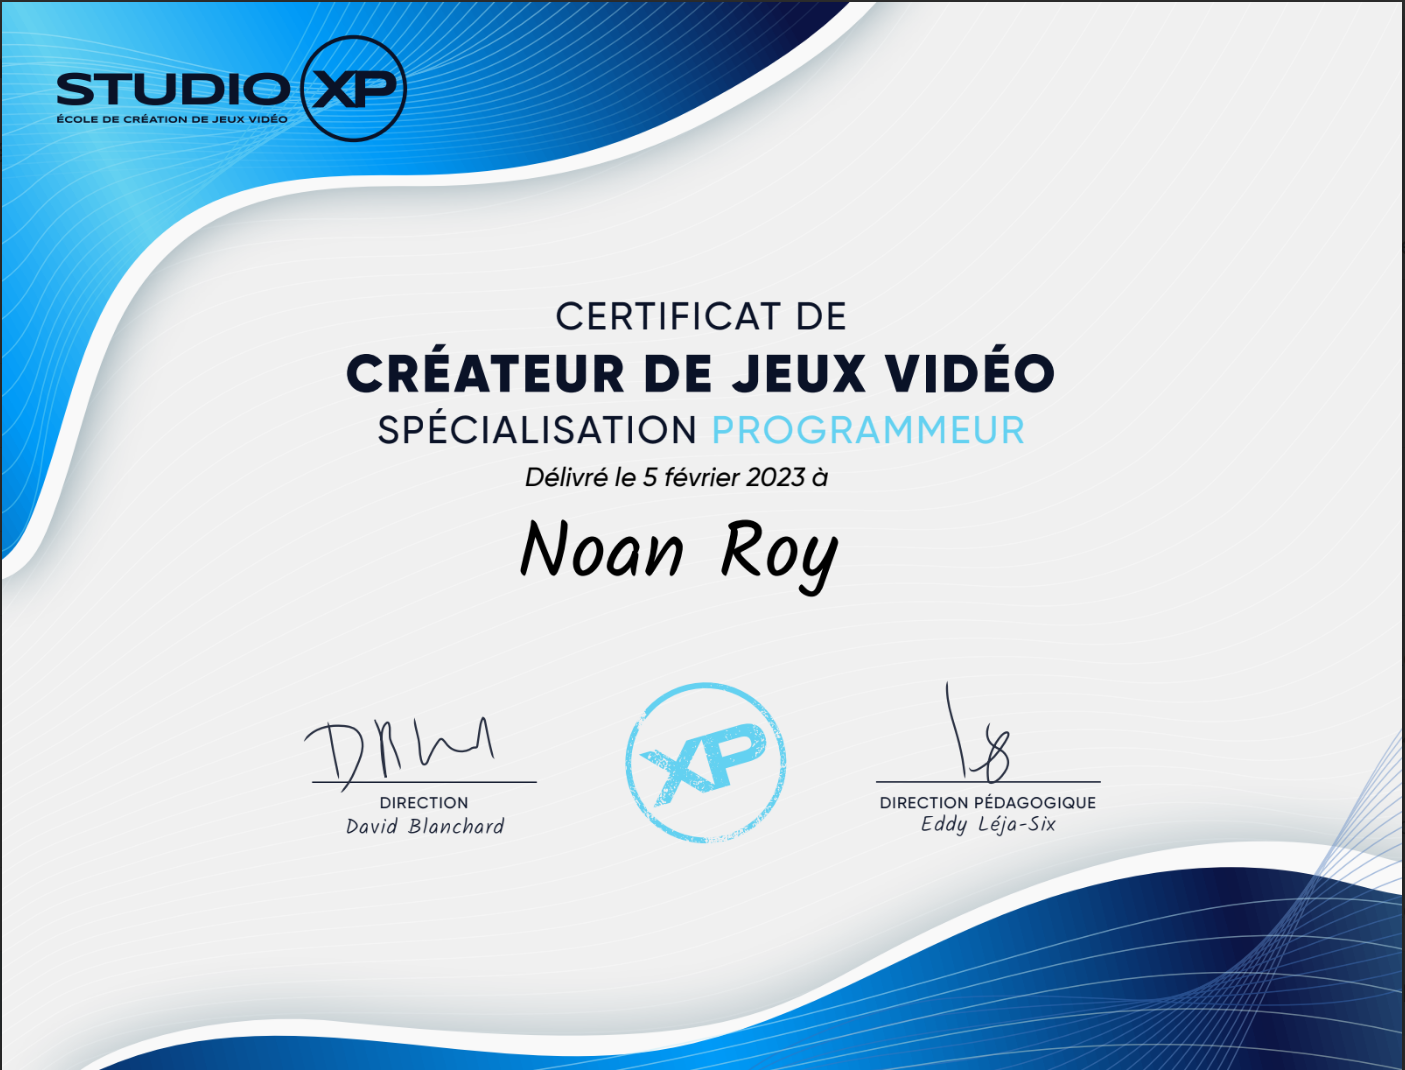 STUDIO XP
ÉCOLE DE CRÉATION DE JEUX VIDÉO
CERTIFICAT DE
CRÉATEUR DE JEUX VIDÉO
SPÉCIALISATION PROGRAMMEUR
Délivré le 5 février 2023 à
Noan Roy
XP
DIRECTION
David Blanchard
DIRECTION PÉDAGOGIQUE
Eddy Léja-Six